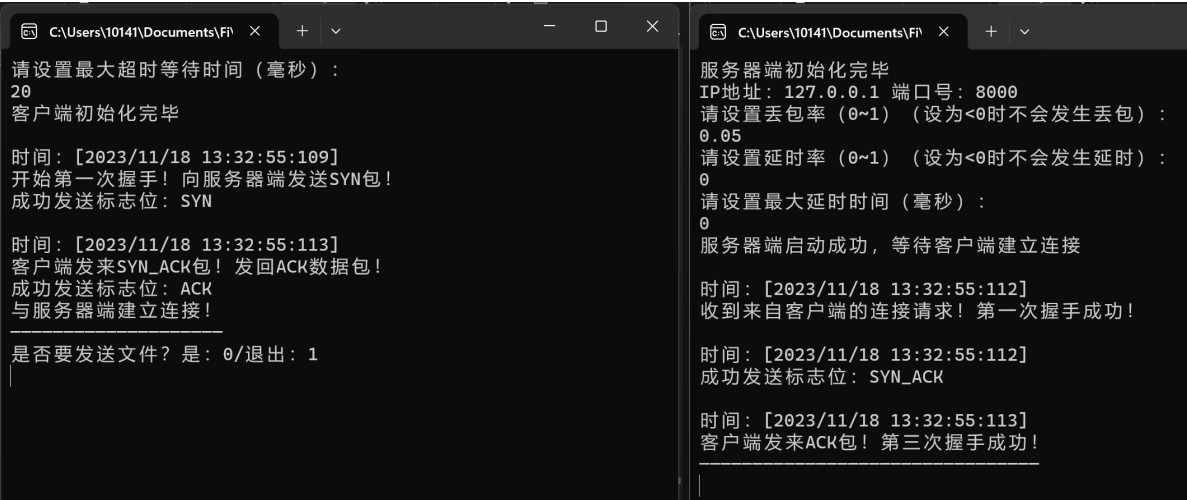 C:\Users\10141\Documents\Fi\
请设置最大超时等待时间（毫秒）：
20
客户端初始化完毕
时间：[2023/11/18 13:32:55:109]
开始第一次握手！向服务器端发送SYN包！
成功发送标志位：SYN
时间：[2023/11/18 13:32:55:113]
客户端发来SYN_ACK包！发回ACK数据包！
成功发送标志位：ACK
与服务器端建立连接！
--------------------
是否要发送文件？是：0/退出：1
C:\Users\10141\Documents\Fi\
服务器端初始化完毕
IP地址：127.0.0.1 端口号：8000
请设置丢包率（0~1）（设为<0时不会发生丢包）：
0.05
请设置延时率（0~1）（设为<0时不会发生延时）：
0
请设置最大延时时间（毫秒）：
0
服务器端启动成功，等待客户端建立连接
时间：[2023/11/18 13:32:55:112]
收到来自客户端的连接请求！第一次握手成功！
时间：[2023/11/18 13:32:55:112]
成功发送标志位：SYN_ACK
时间：[2023/11/18 13:32:55:113]
客户端发来ACK包！第三次握手成功！
--------------------------------